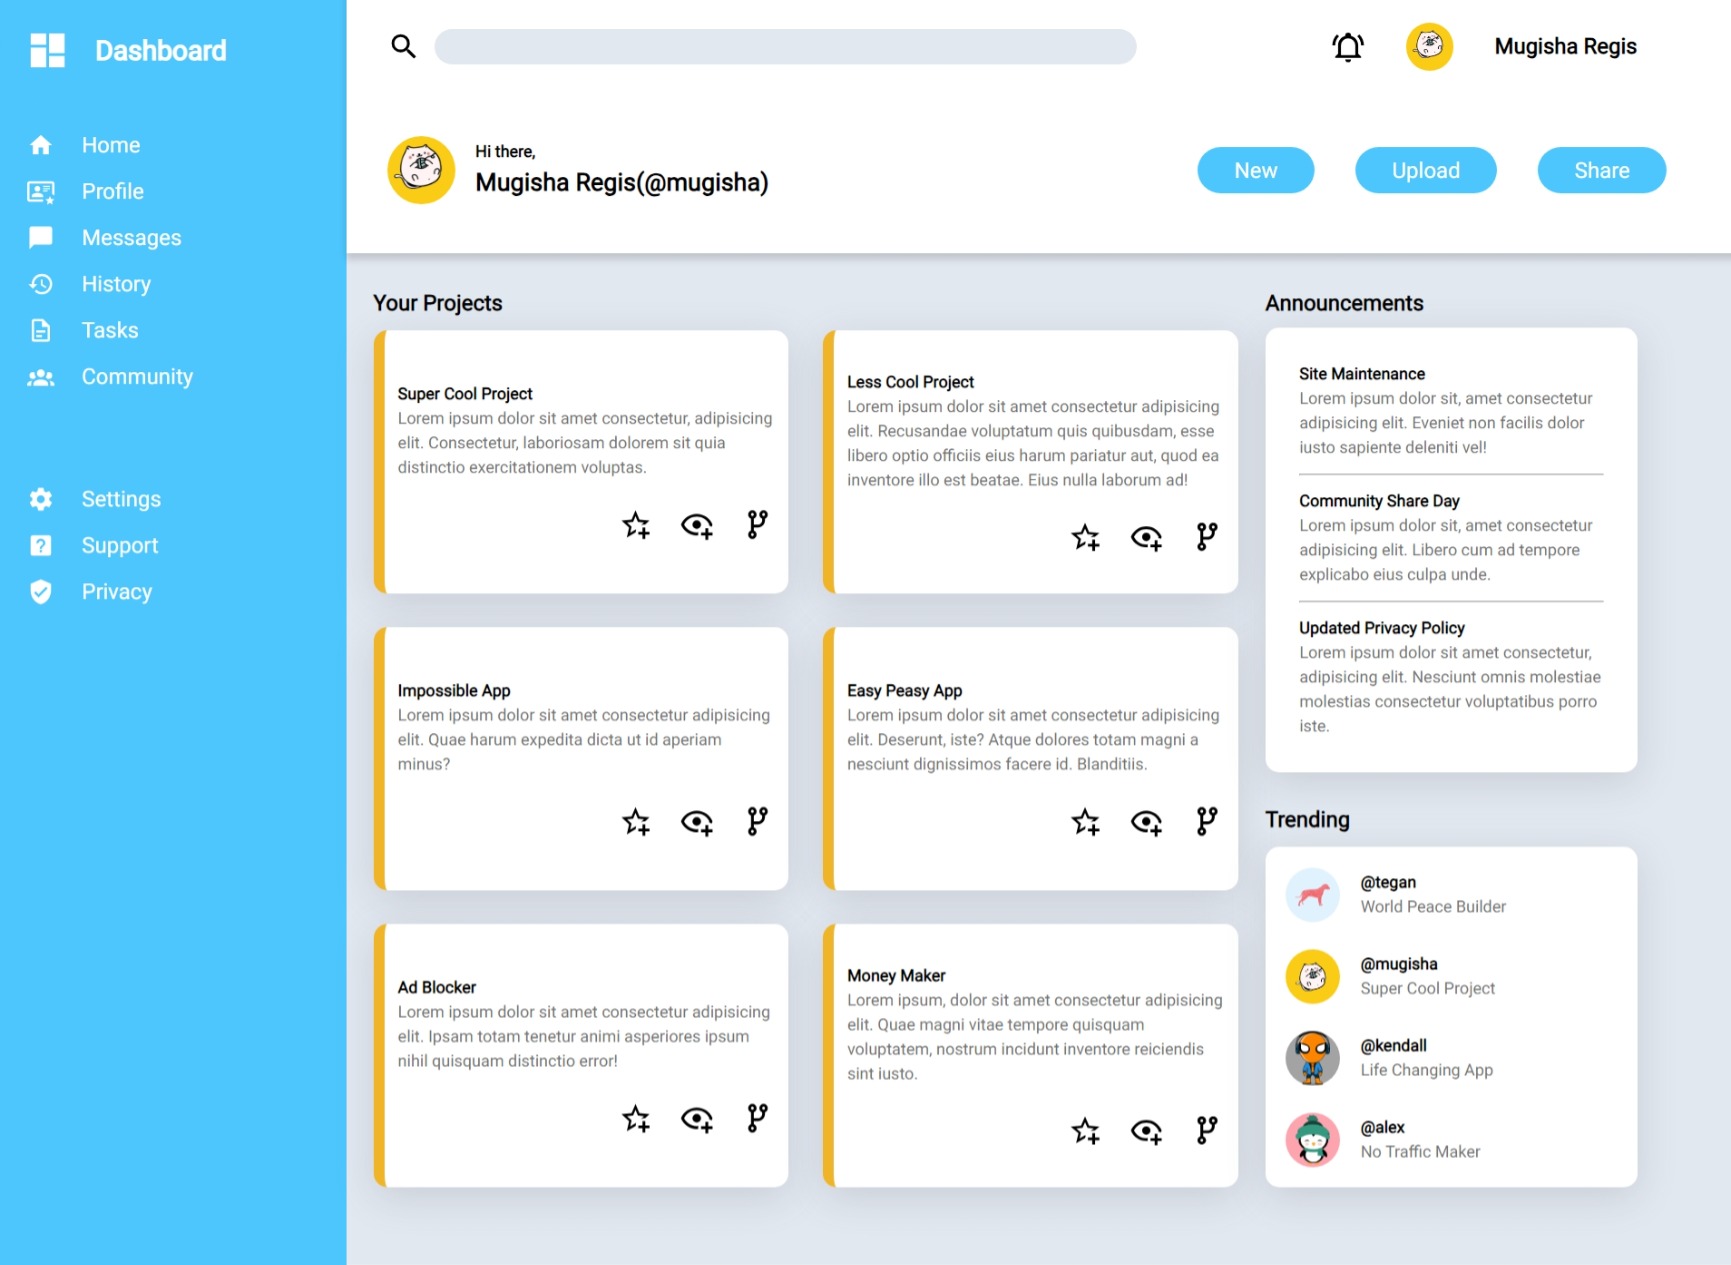 Dashboard
Home
Profile
Messages
History
Tasks
Community
Settings
Support
Privacy
Mugisha Regis
Hi there,
Mugisha Regis(@mugisha)
New
Upload
Share
Your Projects
Super Cool Project
Lorem ipsum dolor sit amet consectetur, adipisicing
elit. Consectetur, laboriosam dolorem sit quia
distinctio exercitationem voluptas.
Less Cool Project
Lorem ipsum dolor sit amet consectetur adipisicing
elit. Recusandae voluptatum quis quibusdam, esse
libero optio officiis eius harum pariatur aut, quod ea
inventore illo est beatae. Eius nulla laborum ad!
Impossible App
Lorem ipsum dolor sit amet consectetur adipisicing
elit. Quae harum expedita dicta ut id aperiam
minus?
Easy Peasy App
Lorem ipsum dolor sit amet consectetur adipisicing
elit. Deserunt, iste? Atque dolores totam magni a
nesciunt dignissimos facere id. Blanditiis.
Ad Blocker
Lorem ipsum dolor sit amet consectetur adipisicing
elit. Ipsam totam tenetur animi asperiores ipsum
nihil quisquam distinctio error!
Money Maker
Lorem ipsum, dolor sit amet consectetur adipisicing
elit. Quae magni vitae tempore quisquam
voluptatem, nostrum incidunt inventore reiciendis
sint iusto.
Announcements
Site Maintenance
Lorem ipsum dolor sit, amet consectetur
adipisicing elit. Eveniet non facilis dolor
iusto sapiente deleniti vel!
Community Share Day
Lorem ipsum dolor sit, amet consectetur
adipisicing elit. Libero cum ad tempore
explicabo eius culpa unde.
Updated Privacy Policy
Lorem ipsum dolor sit amet consectetur,
adipisicing elit. Nesciunt omnis molestiae
molestias consectetur voluptatibus porro
iste.
Trending
@tegan
World Peace Builder
@mugisha
Super Cool Project
@kendall
Life Changing App
@alex
No Traffic Maker